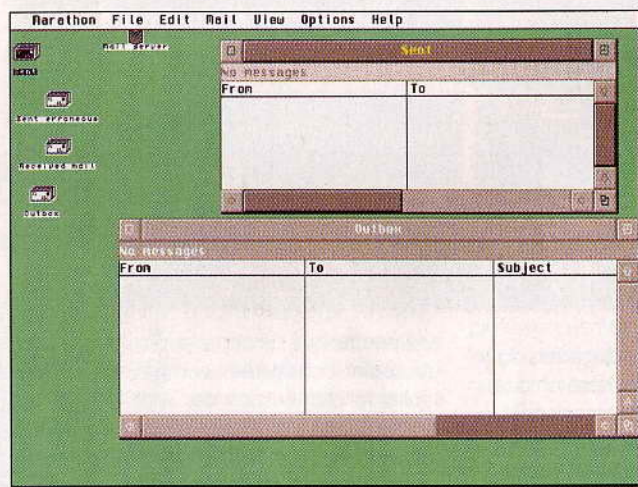 Marathon File Edit Mail View Options Help
Mail Server
Sent
Sent erroneous
Received mail
Outbox
Sent
No messages
From To
Outbox
No messages
From To Subject